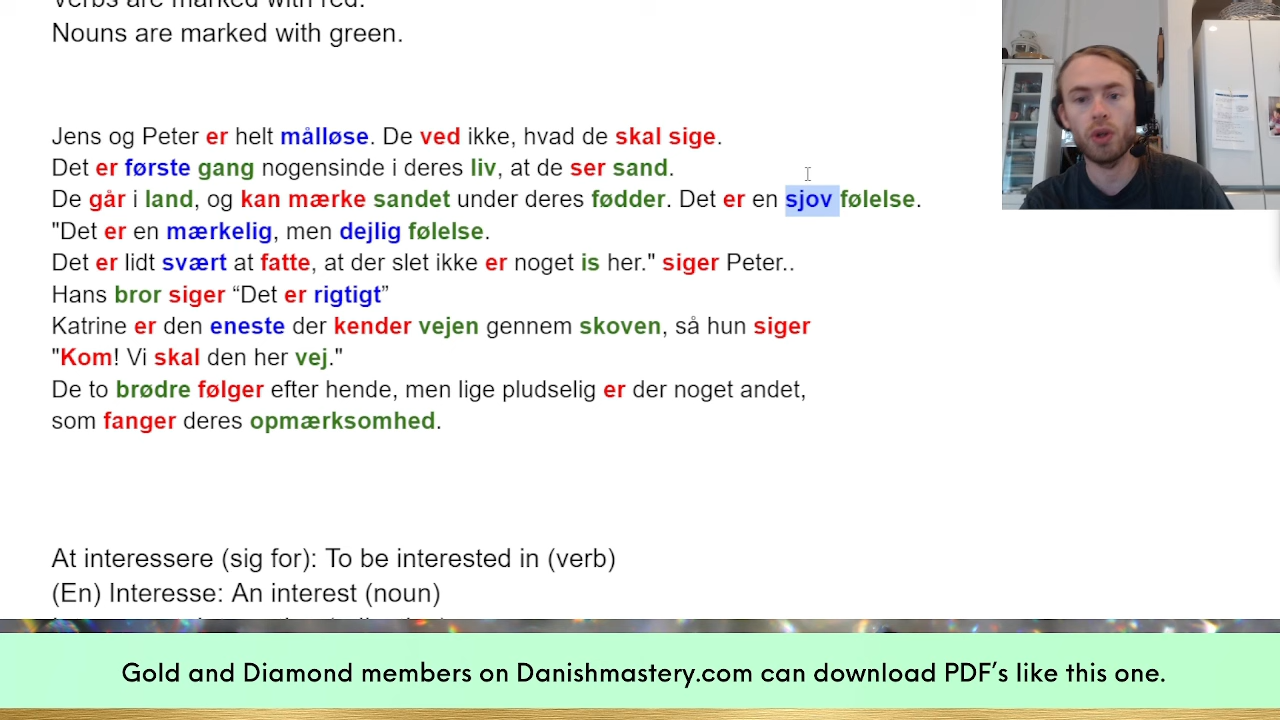 Verbs are marked with red.
Nouns are marked with green.
Jens og Peter er helt målløse. De ved ikke, hvad de skal sige.
Det er første gang nogensinde i deres liv, at de ser sand.
De går i land, og kan mærke sandet under deres fødder. Det er en sjov følelse.
"Det er en mærkelig, men dejlig følelse.
Det er lidt svært at fatte, at der slet ikke er noget is her." siger Peter..
Hans bror siger “Det er rigtigt”
Katrine er den eneste der kender vejen gennem skoven, så hun siger
"Kom! Vi skal den her vej."
De to brødre følger efter hende, men lige pludselig er der noget andet,
som fanger deres opmærksomhed.
At interessere (sig for): To be interested in (verb)
(En) Interesse: An interest (noun)
Gold and Diamond members on Danishmastery.com can download PDF’s like this one.